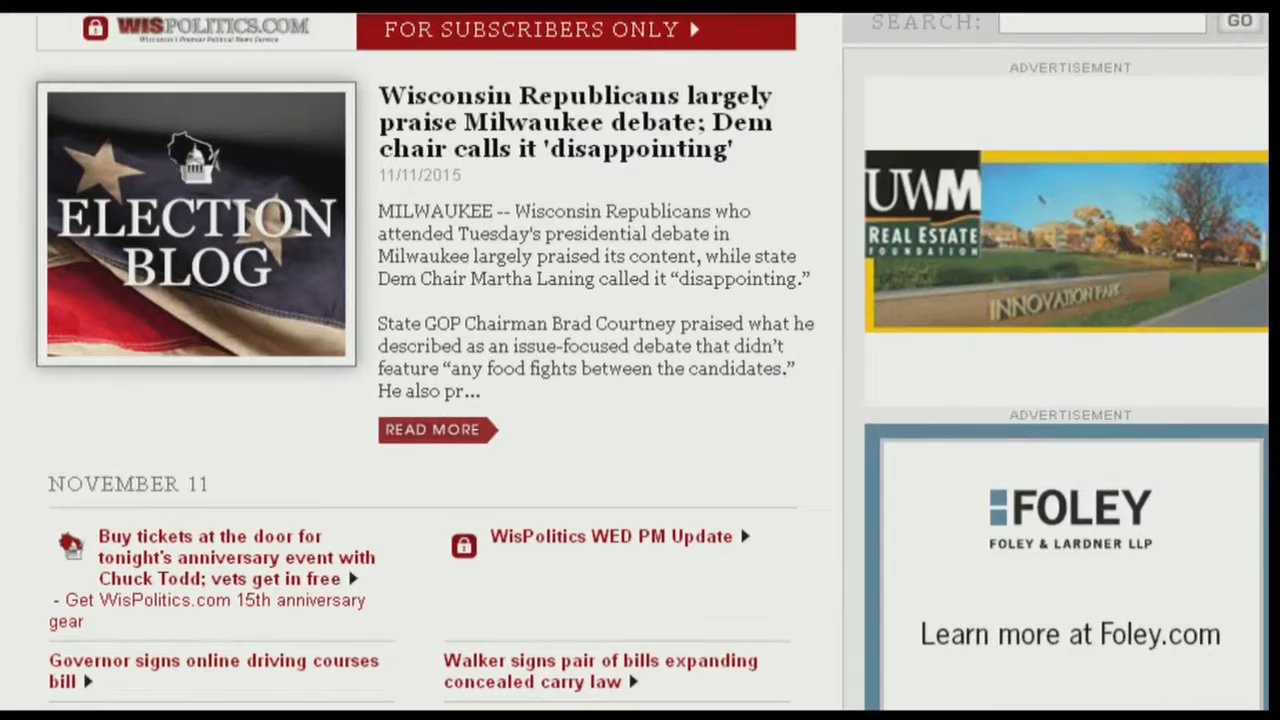 WISPOLITICS.COM
Wisconsin's Premier Political News Service
FOR SUBSCRIBERS ONLY
SEARCH:
GO
ELECTION
BLOG
Wisconsin Republicans largely
praise Milwaukee debate; Dem
chair calls it 'disappointing'
11/11/2015
MILWAUKEE -- Wisconsin Republicans who
attended Tuesday's presidential debate in
Milwaukee largely praised its content, while state
Dem Chair Martha Laning called it “disappointing.”
State GOP Chairman Brad Courtney praised what he
described as an issue-focused debate that didn’t
feature “any food fights between the candidates.”
He also pr...
READ MORE
NOVEMBER 11
Buy tickets at the door for
tonight's anniversary event with
Chuck Todd; vets get in free
- Get WisPolitics.com 15th anniversary
gear
WisPolitics WED PM Update
Governor signs online driving courses
bill
Walker signs pair of bills expanding
concealed carry law
ADVERTISEMENT
UWM
REAL ESTATE
FOUNDATION
INNOVATION PARK
ADVERTISEMENT
FOLEY
FOLEY & LARDNER LLP
Learn more at Foley.com